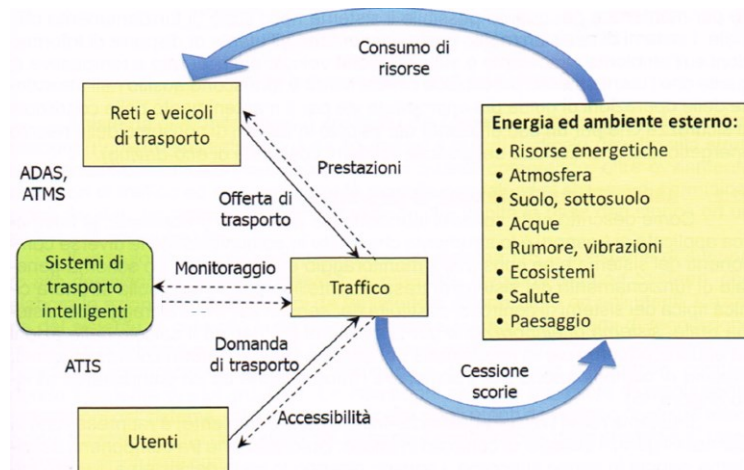 Consumo di
risorse
Reti e veicoli
di trasporto
Energia ed ambiente esterno:
• Risorse energetiche
• Atmosfera
• Suolo, sottosuolo
• Acque
• Rumore, vibrazioni
• Ecosistemi
• Salute
• Paesaggio
Prestazioni
ADAS,
ATMS
Offerta di
trasporto
Sistemi di
trasporto
intelligenti
Monitoraggio
Traffico
Domanda
di trasporto
ATIS
Cessione
scorie
Accessibilità
Utenti